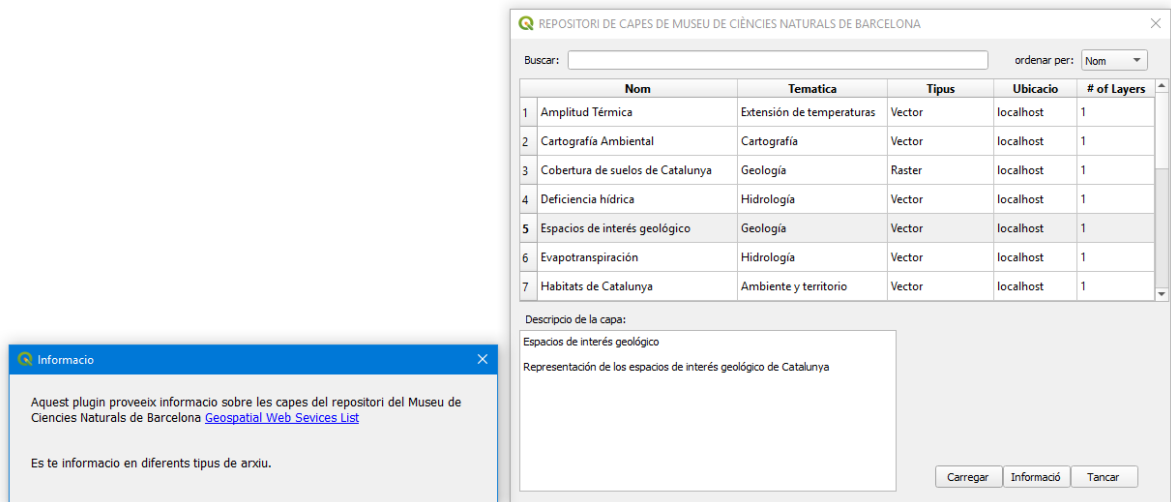 REPOSITORI DE CAPES DE MUSEU DE CIÈNCIES NATURALS DE BARCELONA
Buscar: ordenar per: Nom
Nom Tematica Tipus Ubicacio # of Layers
1 Amplitud Térmica Extensión de temperaturas Vector localhost 1
2 Cartografía Ambiental Cartografía Vector localhost 1
3 Cobertura de suelos de Catalunya Geología Raster localhost 1
4 Deficiencia hídrica Hidrología Vector localhost 1
5 Espacios de interés geológico Geología Vector localhost 1
6 Evapotranspiración Hidrología Vector localhost 1
7 Habitats de Catalunya Ambiente y territorio Vector localhost 1
Descripcio de la capa:
Espacios de interés geológico
Representación de los espacios de interés geológico de Catalunya
Carregar Informació Tancar
Informacio
Aquest plugin proveeix informacio sobre les capes del repositori del Museu de
Ciencies Naturals de Barcelona Geospatial Web Sevices List
Es te informacio en diferents tipus de arxiu.